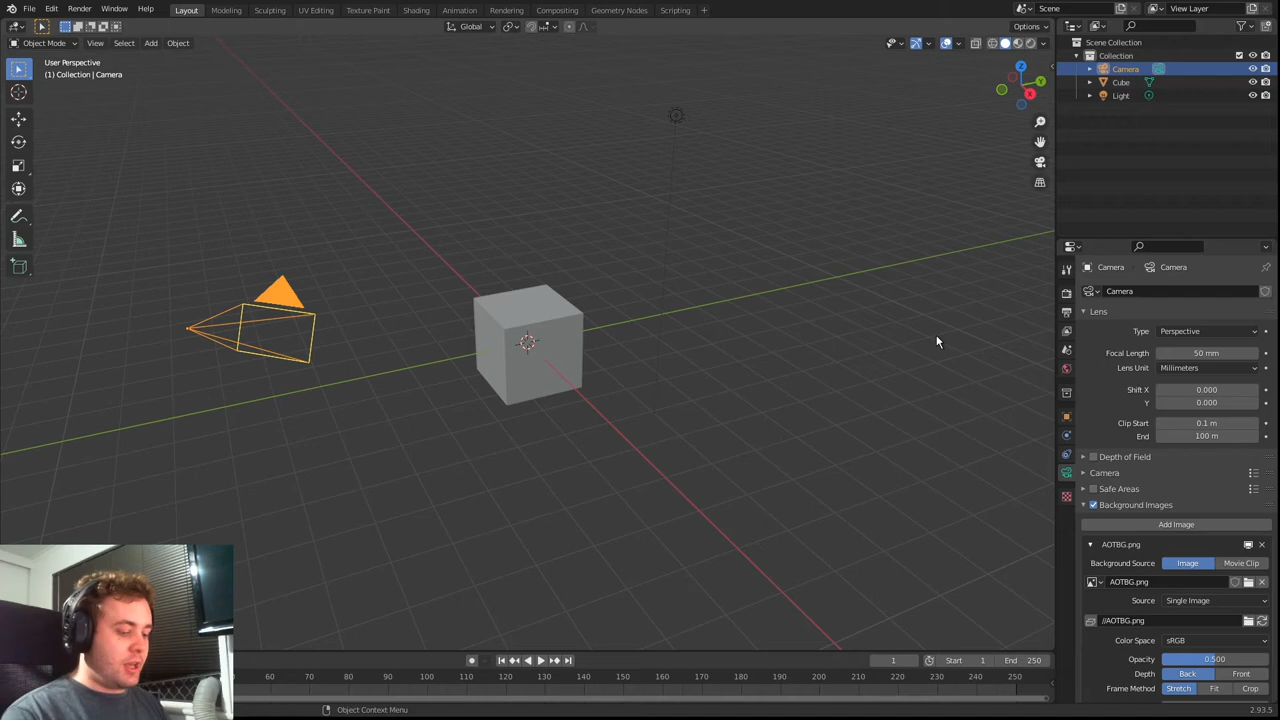 File Edit Render Window Help Layout Modeling Sculpting UV Editing Texture Paint Shading Animation Rendering Compositing Geometry Nodes Scripting + Scene View Layer
Global Options
Object Mode View Select Add Object
User Perspective
(1) Collection | Camera
Z
Y
X
Scene Collection
Collection
Camera
Cube
Light
Camera Camera
Camera
Lens
Type Perspective
Focal Length 50 mm
Lens Unit Millimeters
Shift X 0.000
Y 0.000
Clip Start 0.1 m
End 100 m
Depth of Field
Camera
Safe Areas
Background Images
Add Image
AOTBG.png
Background Source Image Movie Clip
AOTBG.png
Source Single Image
//AOTBG.png
Color Space sRGB
Opacity 0.500
Depth Back Front
Frame Method Stretch Fit Crop
1 Start 1 End 250
60 70 80 90 100 110 120 130 140 150 160 170 180 190 200 210 220 230 240 250
Object Context Menu 2.93.5